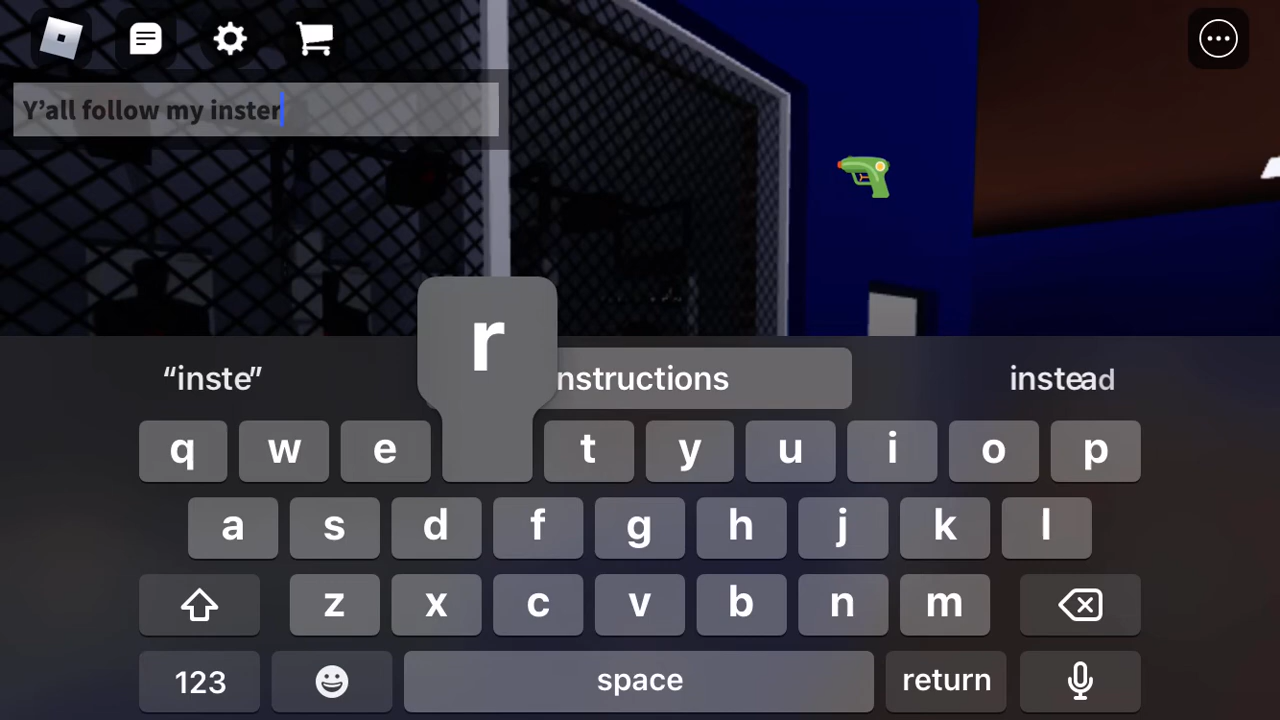 Y’all follow my inster
r
“inste”
nstructions
instead
q w e t y u i o p
a s d f g h j k l
z x c v b n m
123 space return